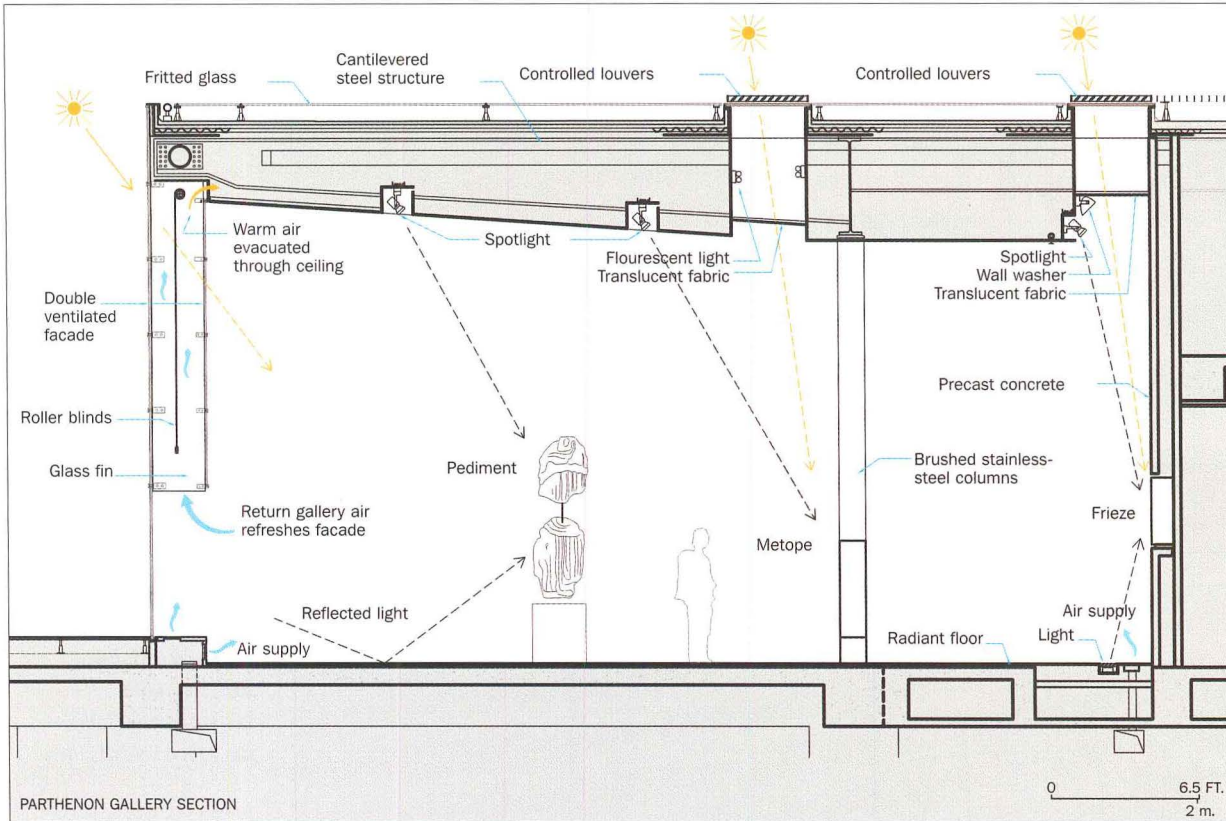 Fritted glass
Cantilevered
steel structure
Controlled louvers
Controlled louvers
Warm air
evacuated
through ceiling
Spotlight
Flourescent light
Translucent fabric
Spotlight
Wall washer
Translucent fabric
Double
ventilated
facade
Precast concrete
Roller blinds
Glass fin
Pediment
Brushed stainless-
steel columns
Return gallery air
refreshes facade
Metope
Frieze
Reflected light
Air supply
Air supply
Radiant floor
Light
PARTHENON GALLERY SECTION
0 6.5 FT.
2 m.